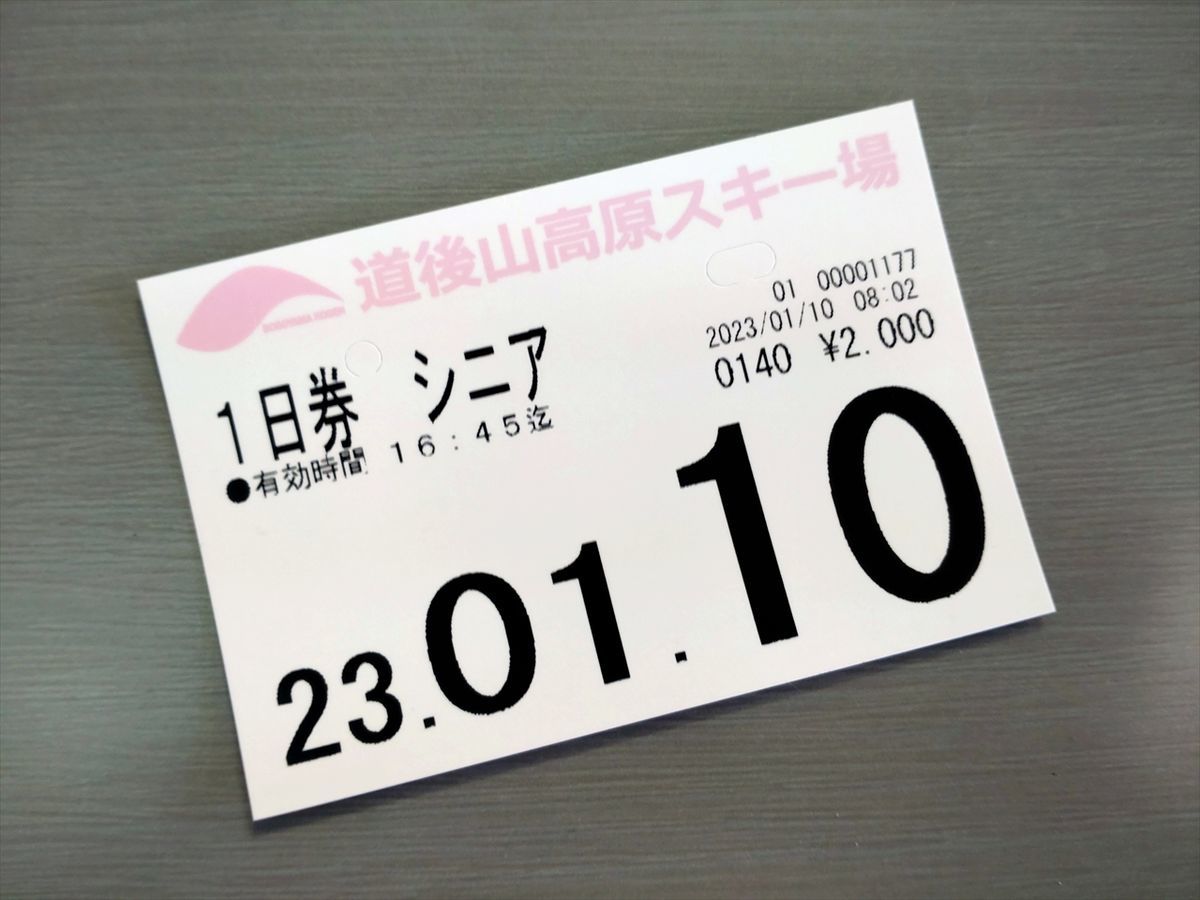 道後山高原スキー場
01 00001177
2023/01/10 08:02
0140 ¥2.000
1日券 シニア
●有効時間 16:45迄
23.01.10